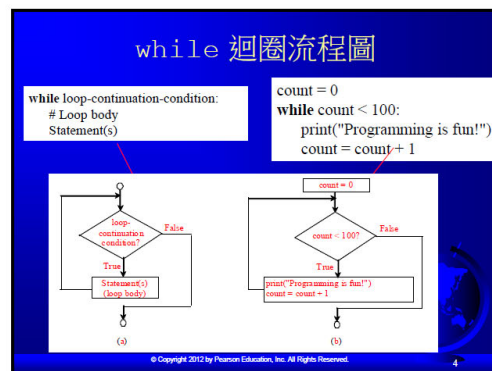 while 迴圈流程圖
while loop-continuation-condition:
# Loop body
Statement(s)
count = 0
while count < 100:
print("Programming is fun!")
count = count + 1
loop-
continuation
condition?
False
True
Statement(s)
(loop body)
(a)
count = 0
count < 100?
False
True
print("Programming is fun!")
count = count + 1
(b)
© Copyright 2012 by Pearson Education, Inc. All Rights Reserved.
4